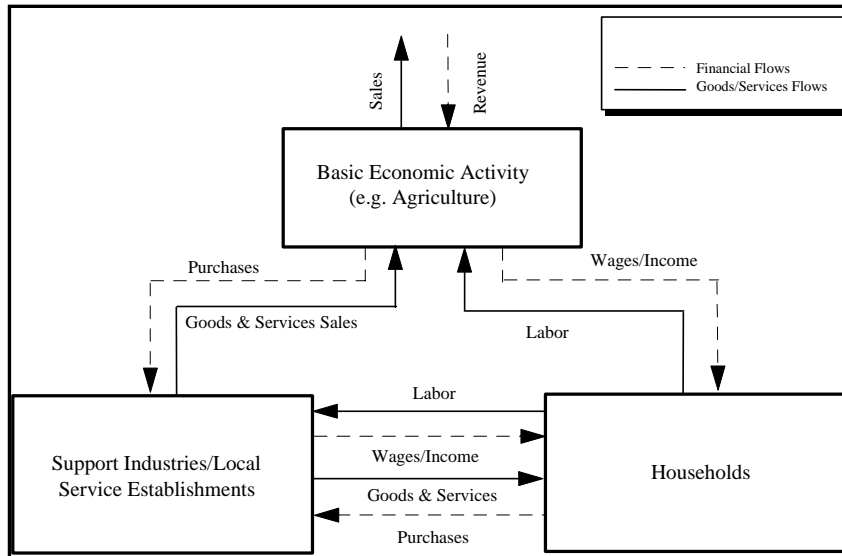 Sales
Revenue
Financial Flows
Goods/Services Flows
Basic Economic Activity
(e.g. Agriculture)
Purchases
Wages/Income
Goods & Services Sales
Labor
Labor
Support Industries/Local
Service Establishments
Wages/Income
Households
Goods & Services
Purchases